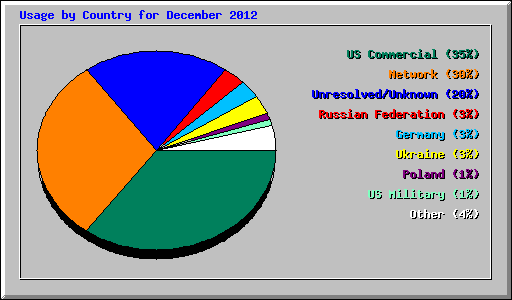 Usage by Country for December 2012
US Commercial (35%)
Network (30%)
Unresolved/Unknown (20%)
Russian Federation (3%)
Germany (3%)
Ukraine (3%)
Poland (1%)
US Military (1%)
Other (4%)